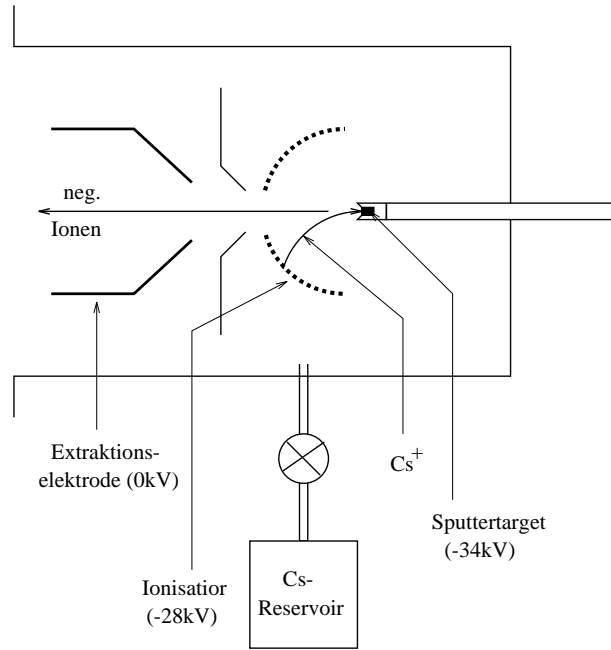 neg.
Ionen
Extraktions-
elektrode (0kV)
Cs+
Sputtertarget
(-34kV)
Ionisatior
(-28kV)
Cs-
Reservoir